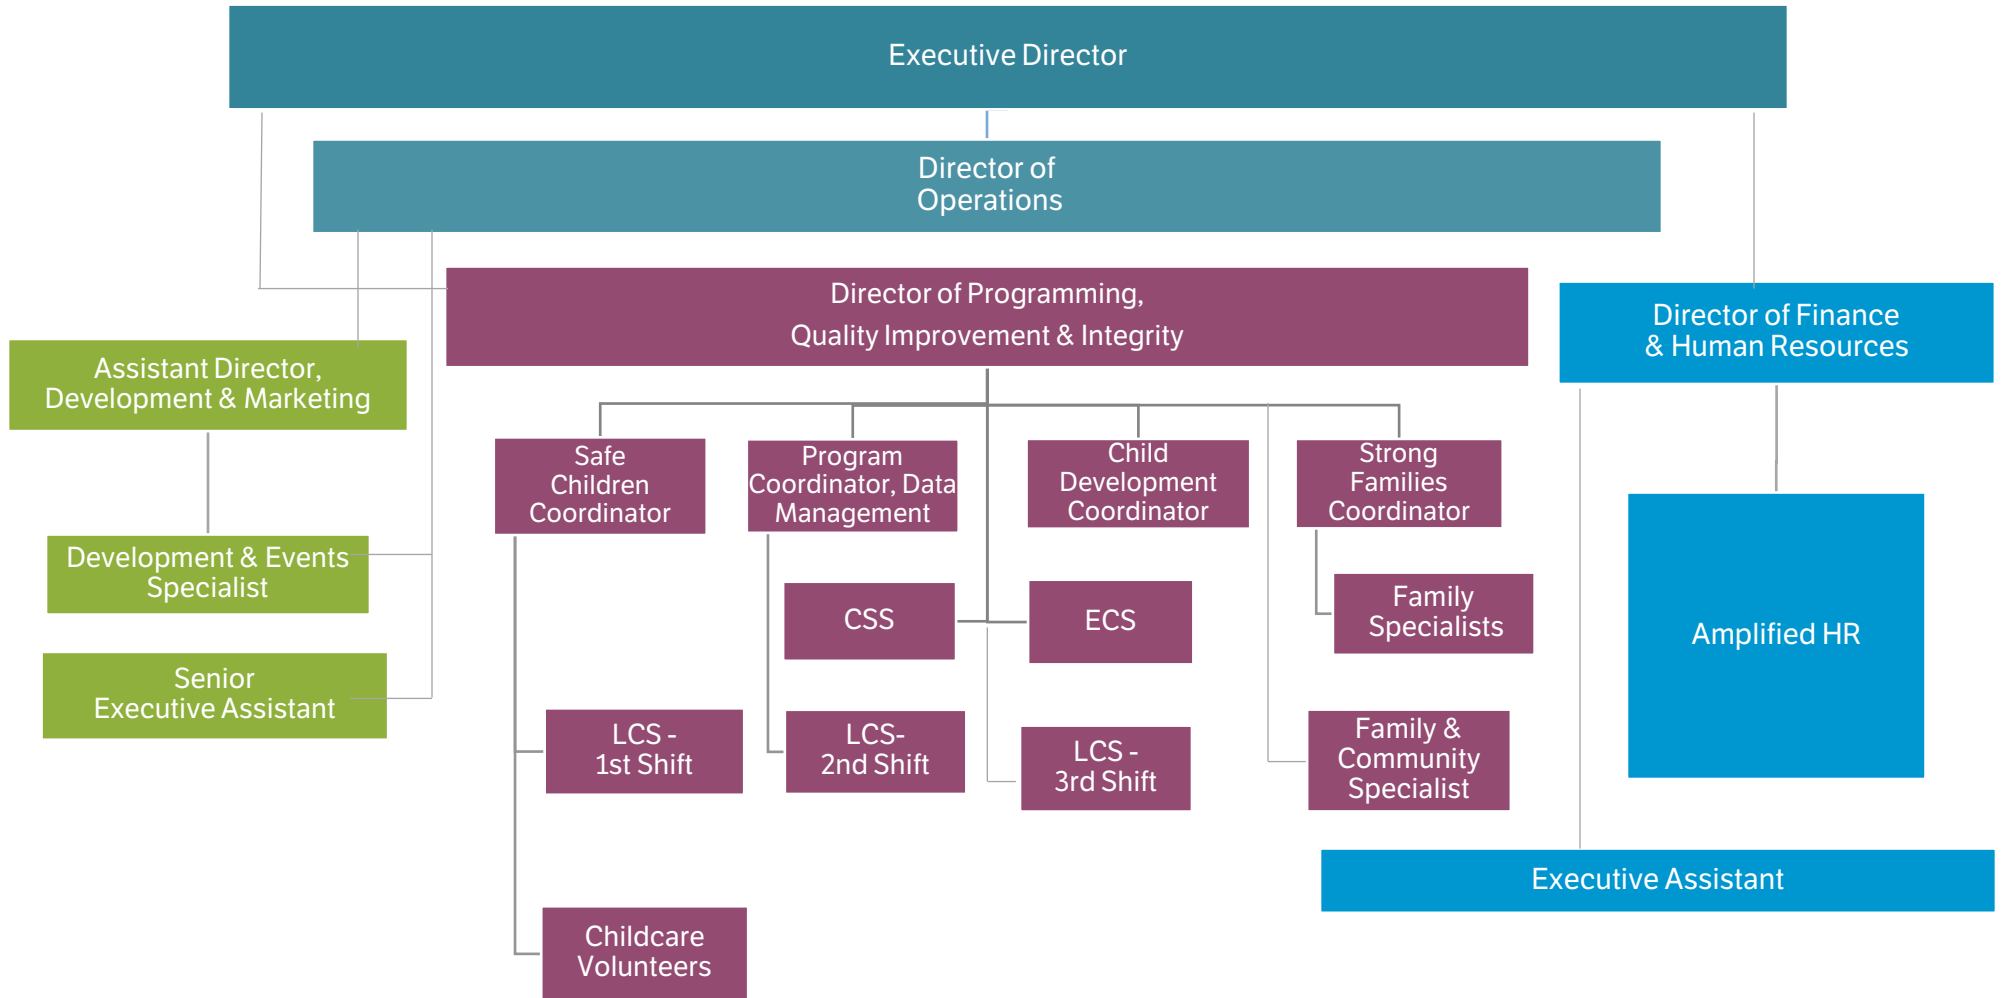 Executive Director
Director of
Operations
Director of Programming,
Quality Improvement & Integrity
Director of Finance
& Human Resources
Assistant Director,
Development & Marketing
Safe
Children
Coordinator
Program
Coordinator, Data
Management
Child
Development
Coordinator
Strong
Families
Coordinator
Development & Events
Specialist
CSS
ECS
Family
Specialists
Amplified HR
Senior
Executive Assistant
LCS -
1st Shift
LCS-
2nd Shift
LCS -
3rd Shift
Family &
Community
Specialist
Executive Assistant
Childcare
Volunteers